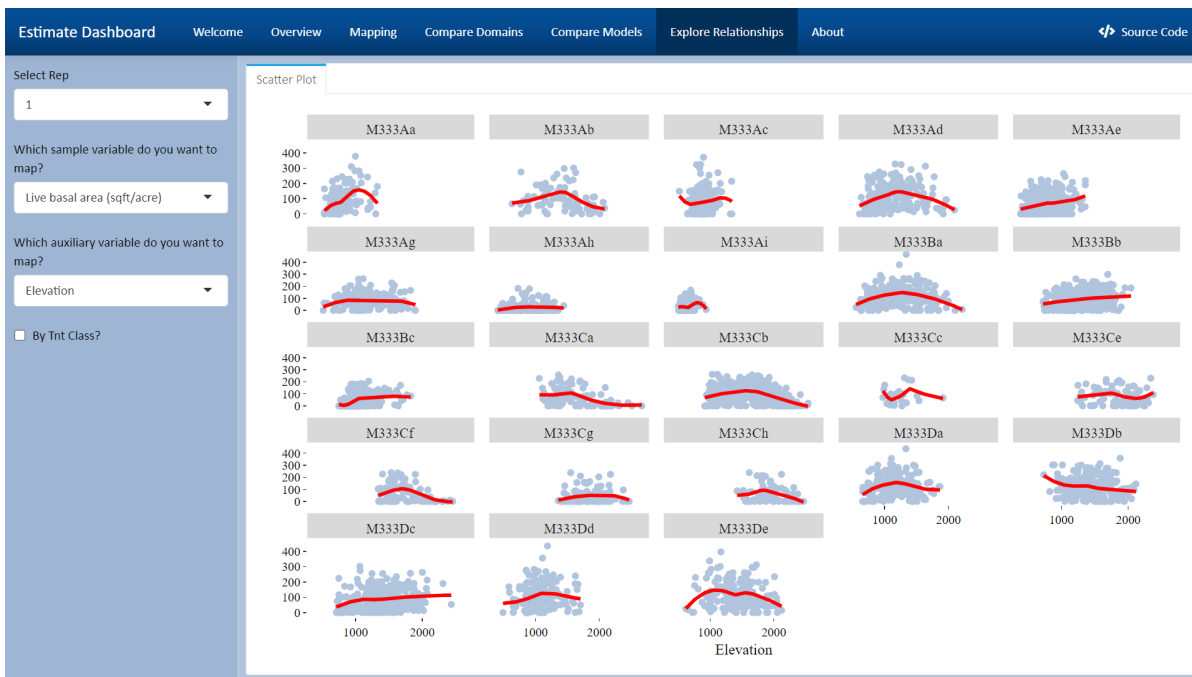 Estimate Dashboard Welcome Overview Mapping Compare Domains Compare Models Explore Relationships About </> Source Code
Select Rep
1
Which sample variable do you want to
map?
Live basal area (sqft/acre)
Which auxiliary variable do you want to
map?
Elevation
By Tnt Class?
Scatter Plot
M333Aa M333Ab M333Ac M333Ad M333Ae
400
300
200
100
0
M333Ag M333Ah M333Ai M333Ba M333Bb
400
300
200
100
0
M333Bc M333Ca M333Cb M333Cc M333Ce
400
300
200
100
0
M333Cf M333Cg M333Ch M333Da M333Db
400
300
200
100
0
1000 2000 1000 2000
M333Dc M333Dd M333De
400
300
200
100
0
1000 2000 1000 2000 1000 2000
Elevation